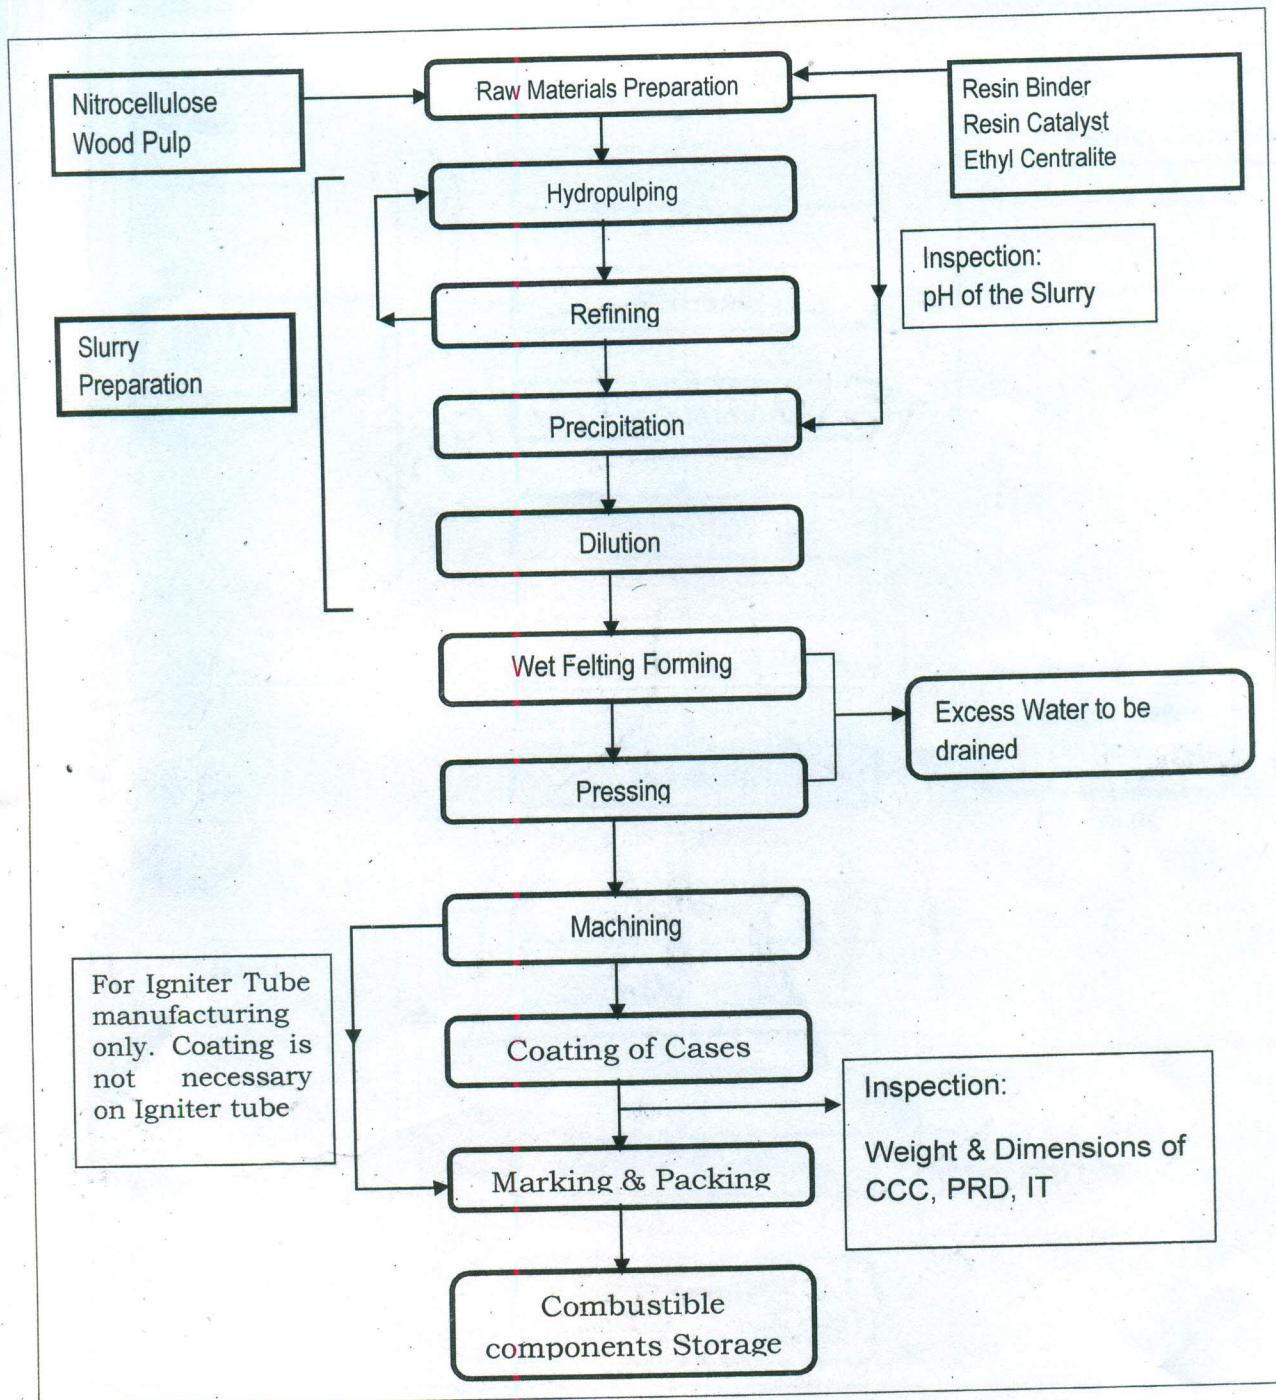 Nitrocellulose
Wood Pulp
Raw Materials Preparation
Resin Binder
Resin Catalyst
Ethyl Centralite
Hydropulping
Inspection:
pH of the Slurry
Refining
Slurry
Preparation
Precipitation
Dilution
Wet Felting Forming
Excess Water to be
drained
Pressing
Machining
For Igniter Tube
manufacturing
only. Coating is
not necessary
on Igniter tube
Coating of Cases
Inspection:
Weight & Dimensions of
CCC, PRD, IT
Marking & Packing
Combustible
components Storage